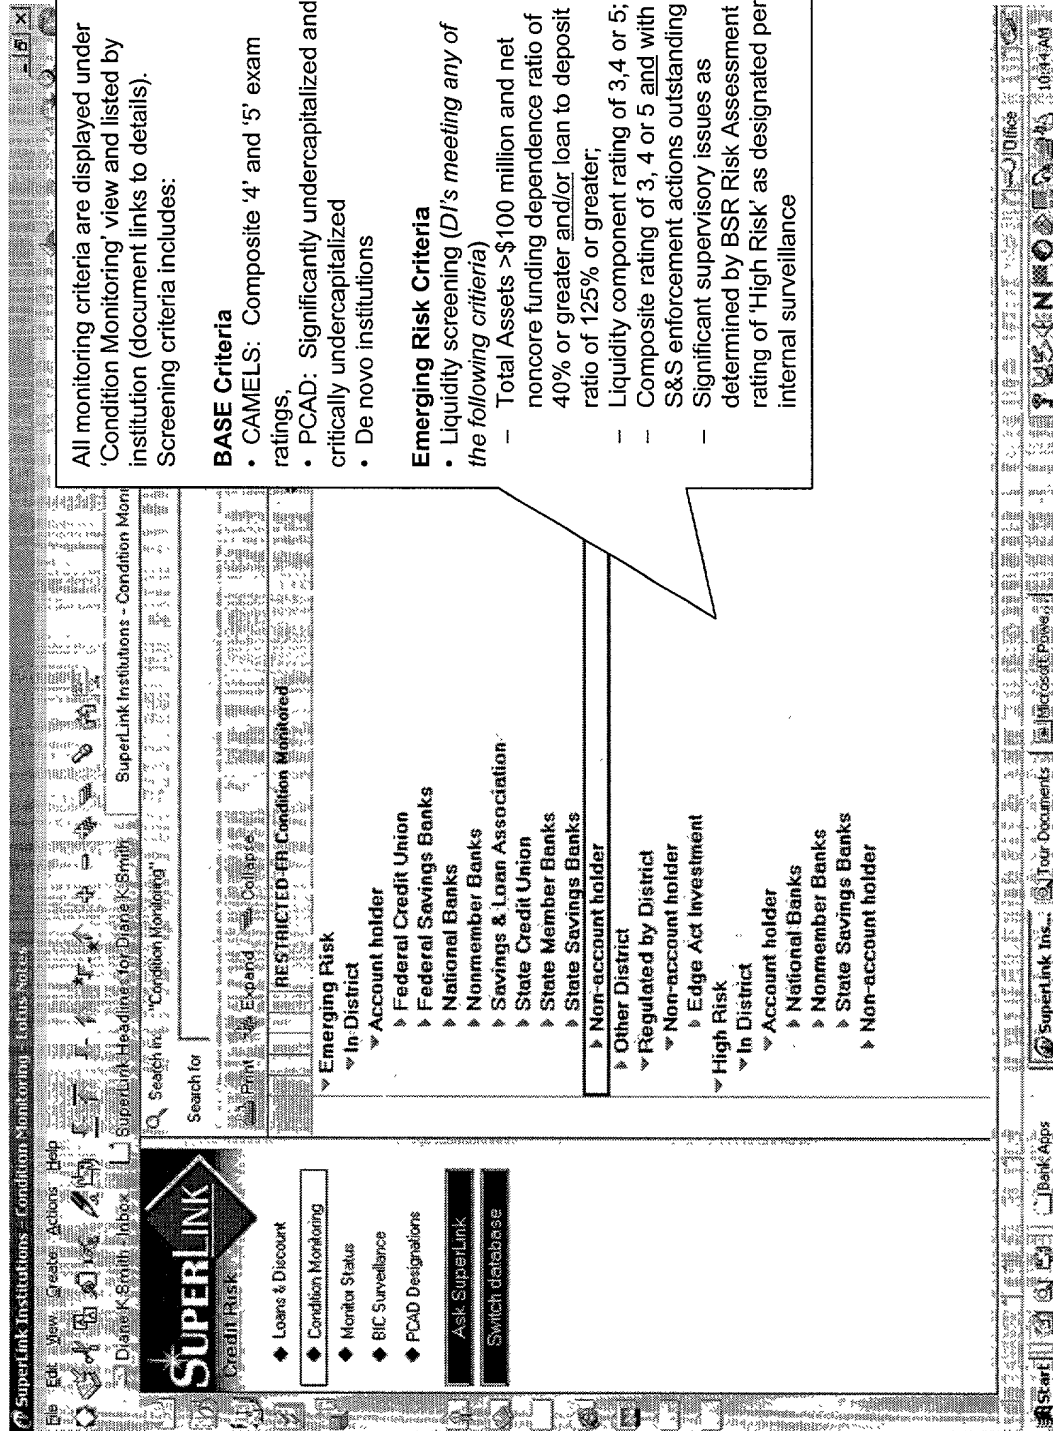 SuperLink Institutions - Condition Monitoring - Lotus Notes
File Edit View Create Actions Help
Diane K Smith - Inbox
SuperLink Headlines for Diane K Smith
SuperLink Institutions - Condition Mon
SUPERLINK
Credit Risk
Loans & Discount
Condition Monitoring
Monitor Status
BIC Surveillance
PCAD Designations
Ask SuperLink
Switch database
Search in: "Condition Monitoring"
Search for
Print Expand Collapse
RESTRICTED-FR Condition Monitored
Emerging Risk
In District
Account holder
Federal Credit Union
Federal Savings Banks
National Banks
Nonmember Banks
Savings & Loan Association
State Credit Union
State Member Banks
State Savings Banks
Non-account holder
Other District
Regulated by District
Non-account holder
Edge Act Investment
High Risk
In District
Account holder
National Banks
Nonmember Banks
State Savings Banks
Non-account holder
All monitoring criteria are displayed under
'Condition Monitoring' view and listed by
institution (document links to details).
Screening criteria includes:
BASE Criteria
• CAMELS: Composite '4' and '5' exam
ratings,
• PCAD: Significantly undercapitalized and
critically undercapitalized
• De novo institutions
Emerging Risk Criteria
• Liquidity screening (DI's meeting any of
the following critieria)
– Total Assets >$100 million and net
noncore funding dependence ratio of
40% or greater and/or loan to deposit
ratio of 125% or greater;
– Liquidity component rating of 3,4 or 5;
– Composite rating of 3, 4 or 5 and with
S&S enforcement actions outstanding
– Significant supervisory issues as
determined by BSR Risk Assessment
rating of 'High Risk' as designated per
internal surveillance
Start
Bank Apps
SuperLink Ins...
Tour Documents
Microsoft Power...
Office
10:44 AM